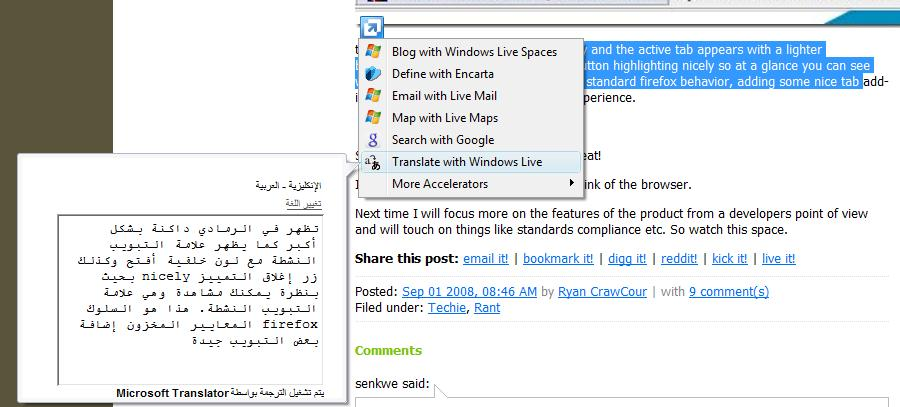 y and the active tab appears with a lighter
utton highlighting nicely so at a glance you can see
standard firefox behavior, adding some nice tab add-
perience.
Blog with Windows Live Spaces
Define with Encarta
Email with Live Mail
Map with Live Maps
Search with Google
Translate with Windows Live
More Accelerators
eat!
ink of the browser.
الإنكليزية - العربية
تغيير اللغة
تظهر في الرمادي داكنة بشكل
أكبر كما يظهر علامة التبويب
النشطة مع لون خلفية أفتح وكذلك
زر إغلاق التمييز nicely بحيث
بنظرة يمكنك مشاهدة وهي علامة
التبويب النشطة. هذا هو السلوك
firefox المعايير المخزون إضافة
بعض التبويب جيدة
يتم تشغيل الترجمة بواسطة Microsoft Translator
Next time I will focus more on the features of the product from a developers point of view
and will touch on things like standards compliance etc. So watch this space.
Share this post: email it! | bookmark it! | digg it! | reddit! | kick it! | live it!
Posted: Sep 01 2008, 08:46 AM by Ryan CrawCour | with 9 comment(s)
Filed under: Techie, Rant
Comments
senkwe said: